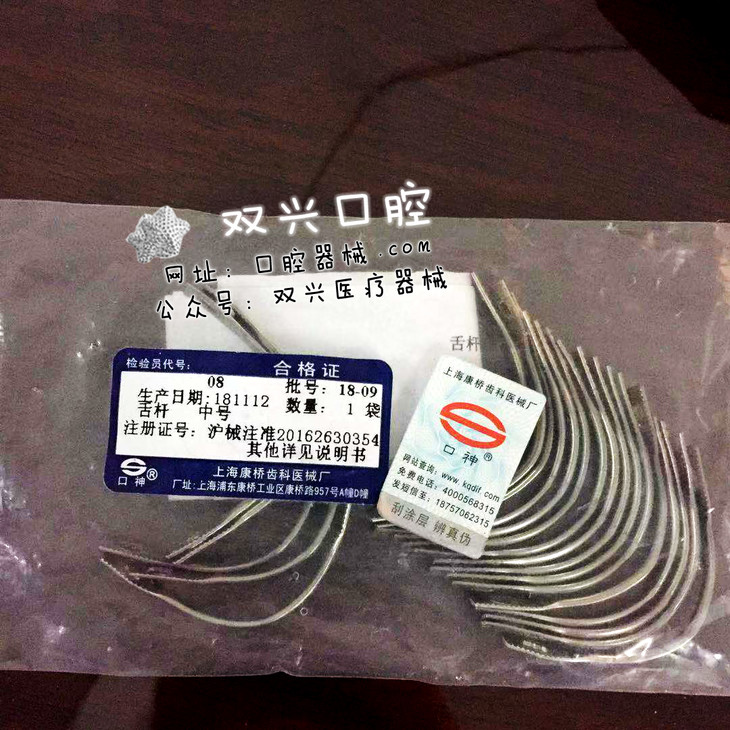 双兴口腔
网址：口腔器械.com
公众号：双兴医疗器械
舌杆
检验员代号：
合格证
08
批号：18-09
生产日期:181112
数量：1袋
舌杆 中号
注册证号：沪械注准20162630354
其他详见说明书
口神®
上海康桥齿科医械厂
厂址:上海浦东康桥工业区康桥路957号A幢D幢
上海康桥齿科医械厂
口神®
网站查询：www.kqdlf.com
免费电话：4000568315
发短信至：18757062315
刮涂层 辨真伪